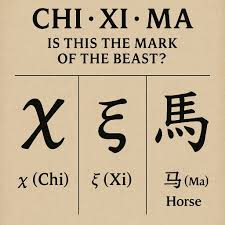 CHI · XI · MA
IS THIS THE MARK
OF THE BEAST?
χ ξ 馬
χ (Chi) ξ (Xi) 马 (Ma)
Horse